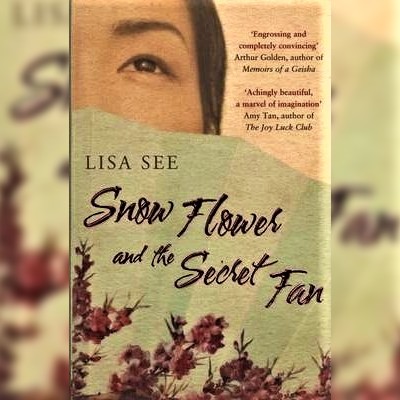 'Engrossing and
completely convincing'
Arthur Golden, author of
Memoirs of a Geisha
'Achingly beautiful,
a marvel of imagination'
Amy Tan, author of
The Joy Luck Club
LISA SEE
Snow Flower
and the
Secret
Fan